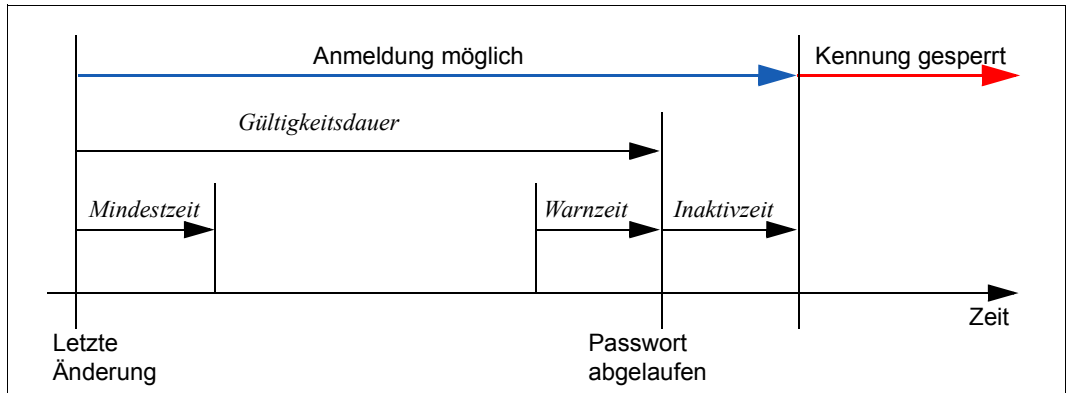 Anmeldung möglich
Kennung gesperrt
Gültigkeitsdauer
Mindestzeit
Warnzeit
Inaktivzeit
Zeit
Letzte
Änderung
Passwort
abgelaufen